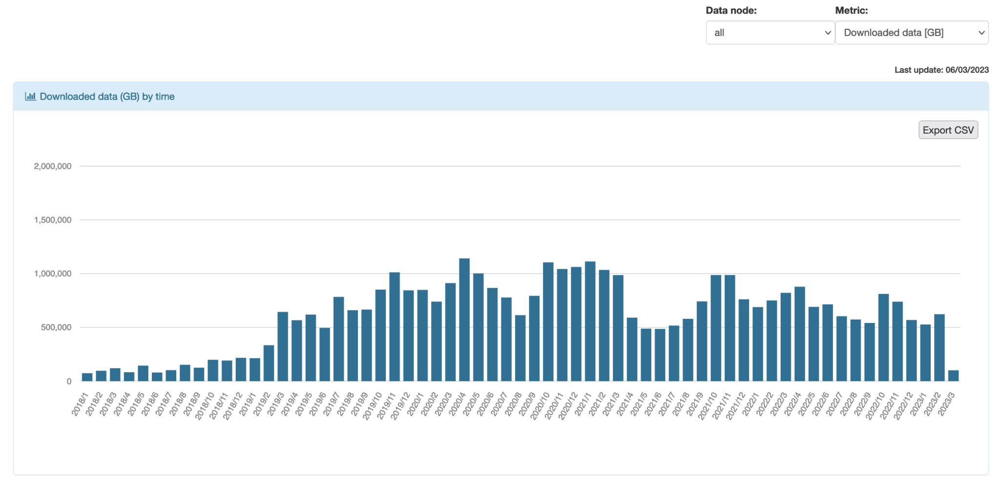 Data node: Metric:
all Downloaded data [GB]
Last update: 06/03/2023
Downloaded data (GB) by time
Export CSV
2,000,000
1,500,000
1,000,000
500,000
0
2018/1 2018/2 2018/3 2018/4 2018/5 2018/6 2018/7 2018/8 2018/9 2018/10 2018/11 2018/12 2019/1 2019/2 2019/3 2019/4 2019/5 2019/6 2019/7 2019/8 2019/9 2019/10 2019/11 2019/12 2020/1 2020/2 2020/3 2020/4 2020/5 2020/6 2020/7 2020/8 2020/9 2020/10 2020/11 2020/12 2021/1 2021/2 2021/3 2021/4 2021/5 2021/6 2021/7 2021/8 2021/9 2021/10 2021/11 2021/12 2022/1 2022/2 2022/3 2022/4 2022/5 2022/6 2022/7 2022/8 2022/9 2022/10 2022/11 2022/12 2023/1 2023/2 2023/3